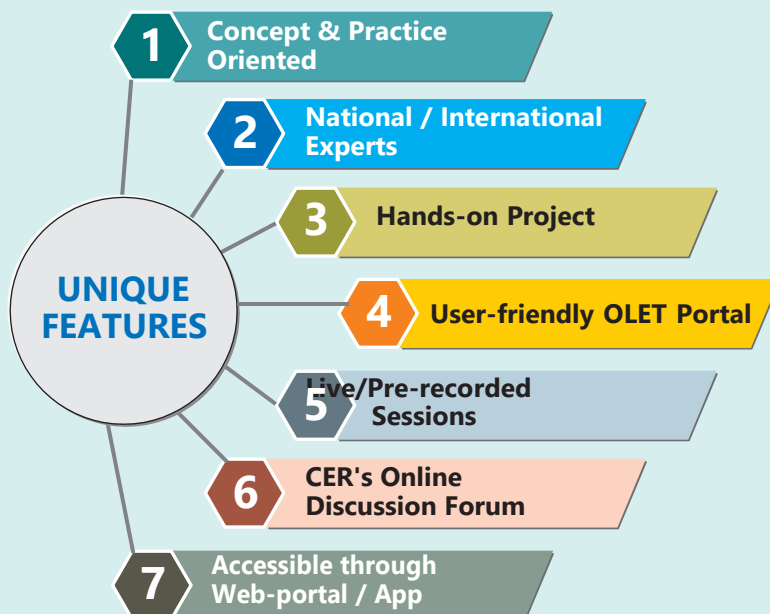 1
Concept & Practice
Oriented
2
National / International
Experts
3
Hands-on Project
UNIQUE
FEATURES
4
User-friendly OLET Portal
5
Live/Pre-recorded
Sessions
6
CER's Online
Discussion Forum
7
Accessible through
Web-portal / App